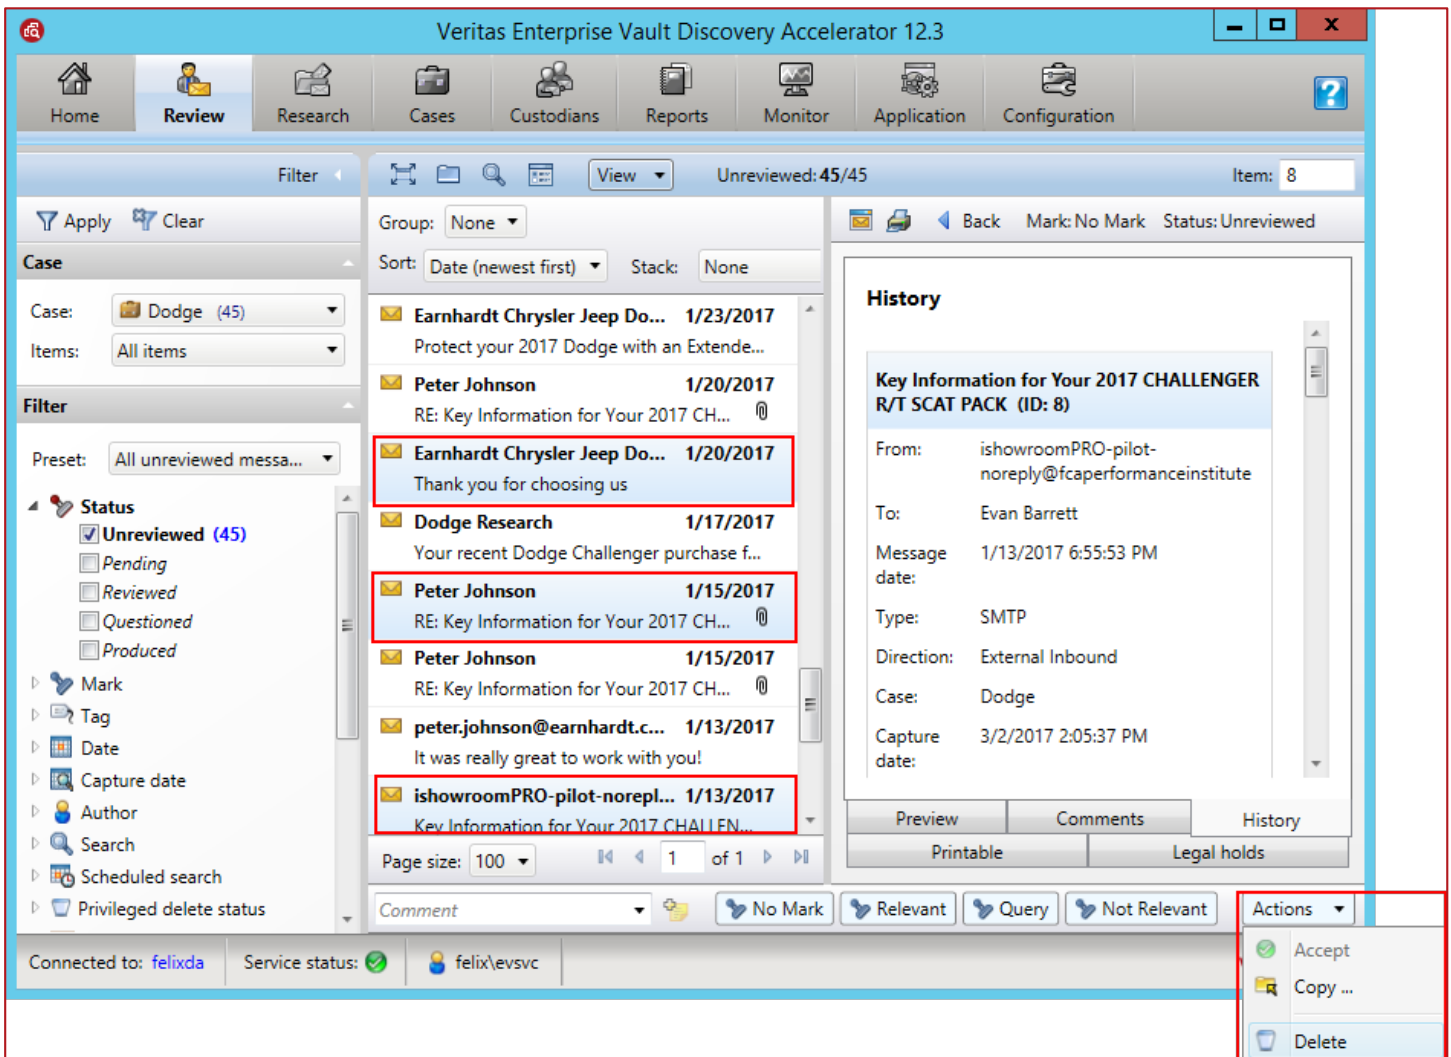 Veritas Enterprise Vault Discovery Accelerator 12.3
Home
Review
Research
Cases
Custodians
Reports
Monitor
Application
Configuration
Filter
View
Unreviewed: 45/45
Item: 8
Apply
Clear
Case
Case: Dodge (45)
Items: All items
Filter
Preset: All unreviewed messa...
Status
Unreviewed (45)
Pending
Reviewed
Questioned
Produced
Mark
Tag
Date
Capture date
Author
Search
Scheduled search
Privileged delete status
Group: None
Sort: Date (newest first) Stack: None
Earnhardt Chrysler Jeep Do... 1/23/2017
Protect your 2017 Dodge with an Extende...
Peter Johnson 1/20/2017
RE: Key Information for Your 2017 CH...
Earnhardt Chrysler Jeep Do... 1/20/2017
Thank you for choosing us
Dodge Research 1/17/2017
Your recent Dodge Challenger purchase f...
Peter Johnson 1/15/2017
RE: Key Information for Your 2017 CH...
Peter Johnson 1/15/2017
RE: Key Information for Your 2017 CH...
peter.johnson@earnhardt.c... 1/13/2017
It was really great to work with you!
ishowroomPRO-pilot-norepl... 1/13/2017
Key Information for Your 2017 CHALLEN...
Page size: 100 1 of 1
Back Mark: No Mark Status: Unreviewed
History
Key Information for Your 2017 CHALLENGER
R/T SCAT PACK (ID: 8)
From: ishowroomPRO-pilot-
noreply@fcaperformanceinstitute
To: Evan Barrett
Message 1/13/2017 6:55:53 PM
date:
Type: SMTP
Direction: External Inbound
Case: Dodge
Capture 3/2/2017 2:05:37 PM
date:
Preview
Comments
History
Printable
Legal holds
Comment
No Mark
Relevant
Query
Not Relevant
Actions
Accept
Copy ...
Delete
Connected to: felixda
Service status:
felix\evsvc